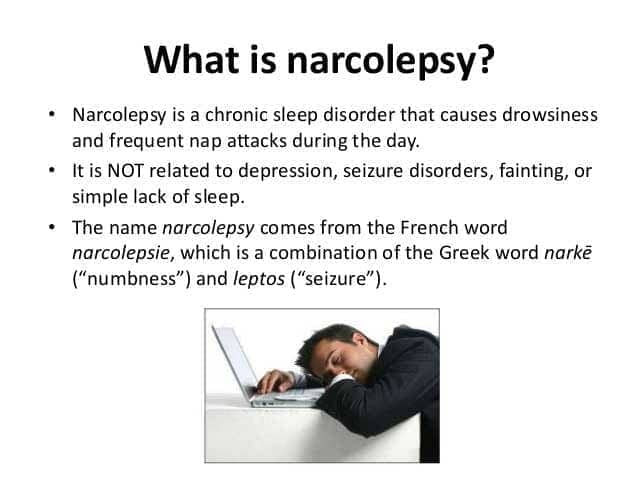 What is narcolepsy?
• Narcolepsy is a chronic sleep disorder that causes drowsiness
and frequent nap attacks during the day.
• It is NOT related to depression, seizure disorders, fainting, or
simple lack of sleep.
• The name narcolepsy comes from the French word
narcolepsie, which is a combination of the Greek word narkē
(“numbness”) and leptos (“seizure”).